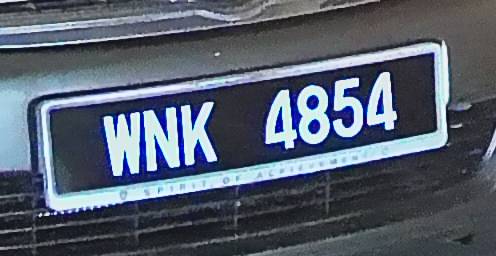 WNK 4854
SPIRIT OF ACHIEVEMENT